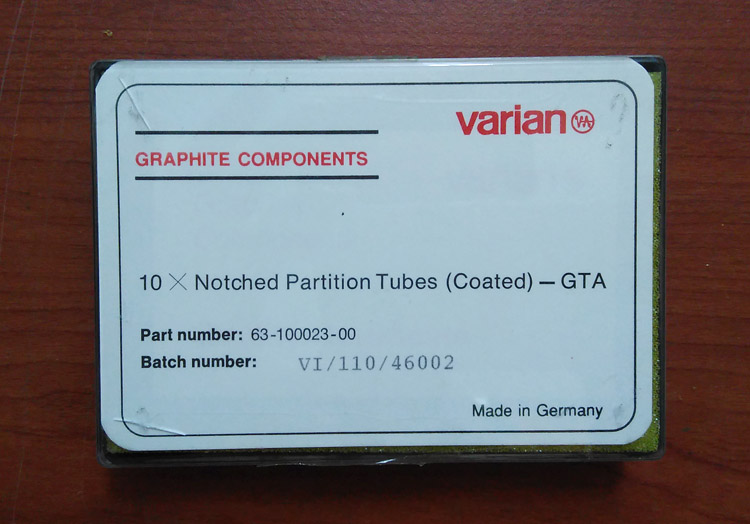 varian
GRAPHITE COMPONENTS
10 X Notched Partition Tubes (Coated) – GTA
Part number: 63-100023-00
Batch number: VI/110/46002
Made in Germany